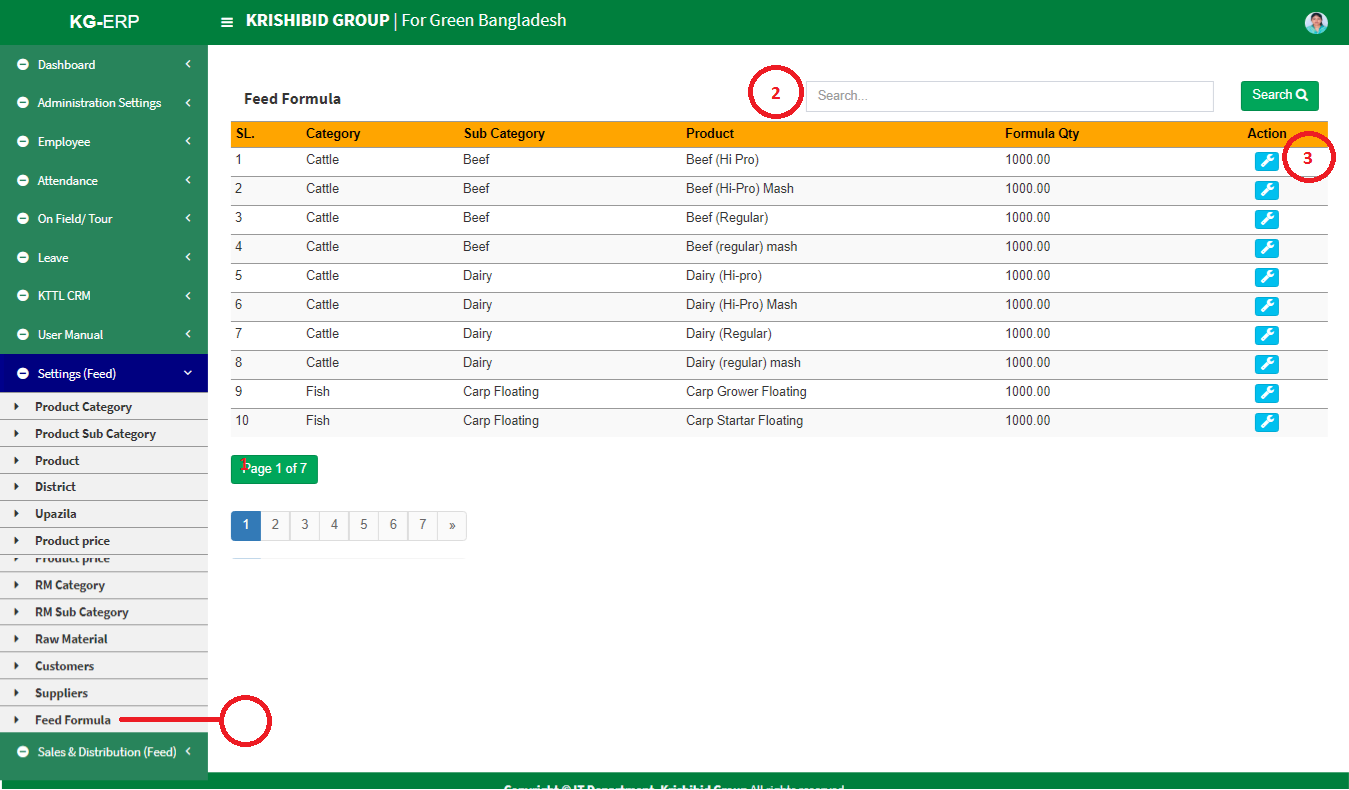 KG-ERP
KRISHIBID GROUP | For Green Bangladesh
Dashboard
Administration Settings
Employee
Attendance
On Field/ Tour
Leave
KTTL CRM
User Manual
Settings (Feed)
Product Category
Product Sub Category
Product
District
Upazila
Product price
Product price
RM Category
RM Sub Category
Raw Material
Customers
Suppliers
Feed Formula
Sales & Distribution (Feed)
Feed Formula
2
Search...
Search
SL. Category Sub Category Product Formula Qty Action
1 Cattle Beef Beef (Hi Pro) 1000.00
3
2 Cattle Beef Beef (Hi-Pro) Mash 1000.00
3 Cattle Beef Beef (Regular) 1000.00
4 Cattle Beef Beef (regular) mash 1000.00
5 Cattle Dairy Dairy (Hi-pro) 1000.00
6 Cattle Dairy Dairy (Hi-Pro) Mash 1000.00
7 Cattle Dairy Dairy (Regular) 1000.00
8 Cattle Dairy Dairy (regular) mash 1000.00
9 Fish Carp Floating Carp Grower Floating 1000.00
10 Fish Carp Floating Carp Startar Floating 1000.00
1
Page 1 of 7
1 2 3 4 5 6 7 »
Copyright © IT Department, Krishibid Group All rights reserved